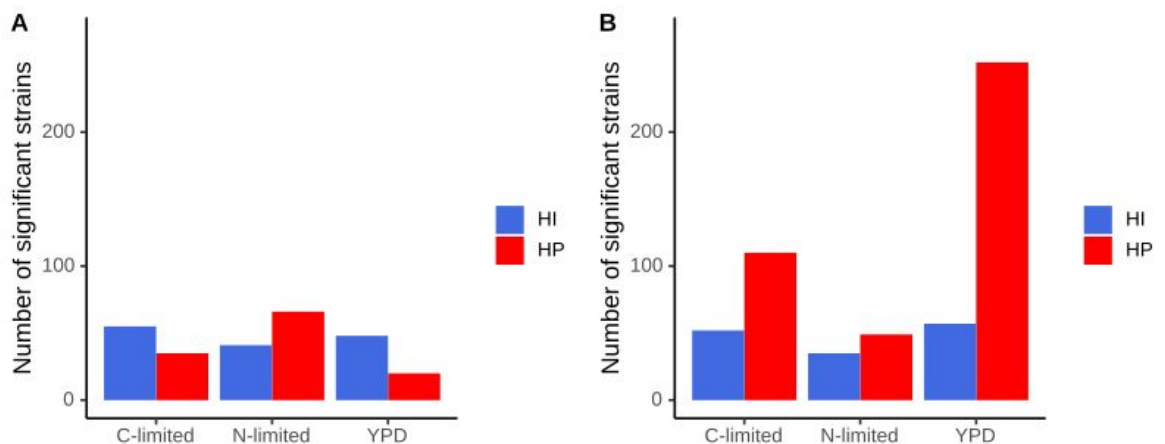 A
Number of significant strains
200
100
0
C-limited
N-limited
YPD
HI
HP
B
Number of significant strains
200
100
0
C-limited
N-limited
YPD
HI
HP